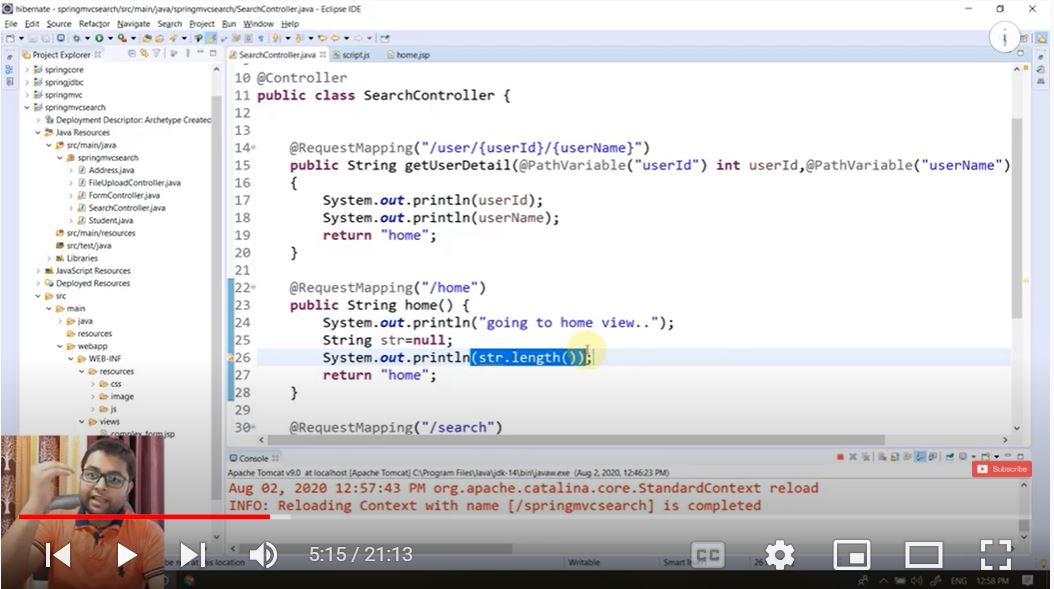 hibernate - springmvcsearch/src/main/java/springmvcsearch/SearchController.java - Eclipse IDE
File Edit Source Refactor Navigate Search Project Run Window Help
Project Explorer
SearchController.java script.js home.jsp
springcore
springjdbc
springmvc
springmvcsearch
Deployment Descriptor: Archetype Created
Java Resources
src/main/java
springmvcsearch
Address.java
FileUploadController.java
FormController.java
SearchController.java
Student.java
src/main/resources
src/test/java
Libraries
JavaScript Resources
Deployed Resources
src
main
java
resources
webapp
WEB-INF
resources
css
image
js
views
complex_form.jsp
10 @Controller
11 public class SearchController {
12
13
14 @RequestMapping("/user/{userId}/{userName}")
15 public String getUserDetail(@PathVariable("userId") int userId,@PathVariable("userName")
16 {
17 System.out.println(userId);
18 System.out.println(userName);
19 return "home";
20 }
21
22 @RequestMapping("/home")
23 public String home() {
24 System.out.println("going to home view..");
25 String str=null;
26 System.out.println(str.length());
27 return "home";
28 }
29
30 @RequestMapping("/search")
Console
Apache Tomcat v9.0 at localhost [Apache Tomcat] C:\Program Files\Java\jdk-14\bin\javaw.exe (Aug 2, 2020, 12:46:23 PM)
Subscribe
Aug 02, 2020 12:57:43 PM org.apache.catalina.core.StandardContext reload
INFO: Reloading Context with name [/springmvcsearch] is completed
5:15 / 21:13
CC
at this location
Writable
Smart
26
ENG 12:58 PM